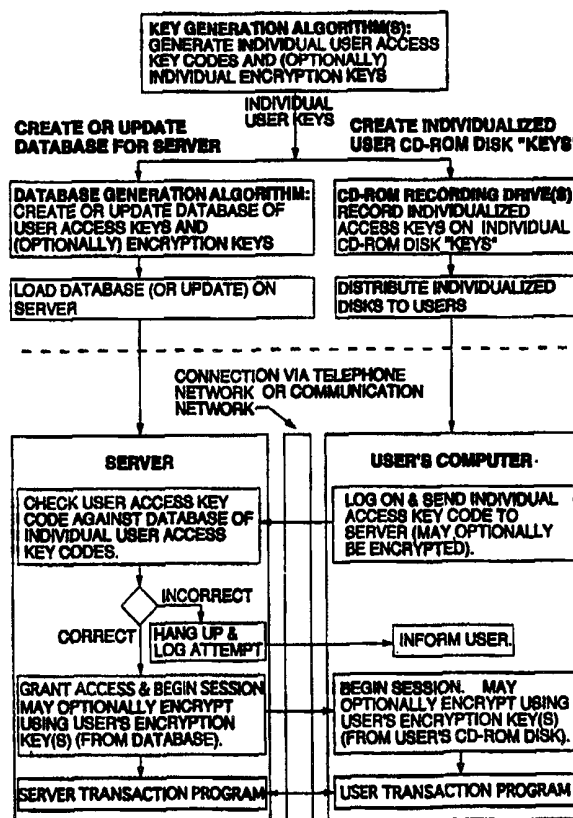 KEY GENERATION ALGORITHM(S):
GENERATE INDIVIDUAL USER ACCESS
KEY CODES AND (OPTIONALLY)
INDIVIDUAL ENCRYPTION KEYS
INDIVIDUAL
USER KEYS
CREATE OR UPDATE
DATABASE FOR SERVER
CREATE INDIVIDUALIZED
USER CD-ROM DISK "KEYS"
DATABASE GENERATION ALGORITHM:
CREATE OR UPDATE DATABASE OF
USER ACCESS KEYS AND
(OPTIONALLY) ENCRYPTION KEYS
CD-ROM RECORDING DRIVE(S)
RECORD INDIVIDUALIZED
ACCESS KEYS ON INDIVIDUAL
CD-ROM DISK "KEYS"
LOAD DATABASE (OR UPDATE) ON
SERVER
DISTRIBUTE INDIVIDUALIZED
DISKS TO USERS
CONNECTION VIA TELEPHONE
NETWORK OR COMMUNICATION
NETWORK
SERVER
CHECK USER ACCESS KEY
CODE AGAINST DATABASE OF
INDIVIDUAL USER ACCESS
KEY CODES.
USER'S COMPUTER
LOG ON & SEND INDIVIDUAL
ACCESS KEY CODE TO
SERVER (MAY OPTIONALLY
BE ENCRYPTED).
INCORRECT
CORRECT
HANG UP &
LOG ATTEMPT
INFORM USER.
GRANT ACCESS & BEGIN SESSION
MAY OPTIONALLY ENCRYPT
USING USER'S ENCRYPTION
KEY(S) (FROM DATABASE).
BEGIN SESSION. MAY
OPTIONALLY ENCRYPT USING
USER'S ENCRYPTION KEY(S)
(FROM USER'S CD-ROM DISK).
SERVER TRANSACTION PROGRAM
USER TRANSACTION PROGRAM